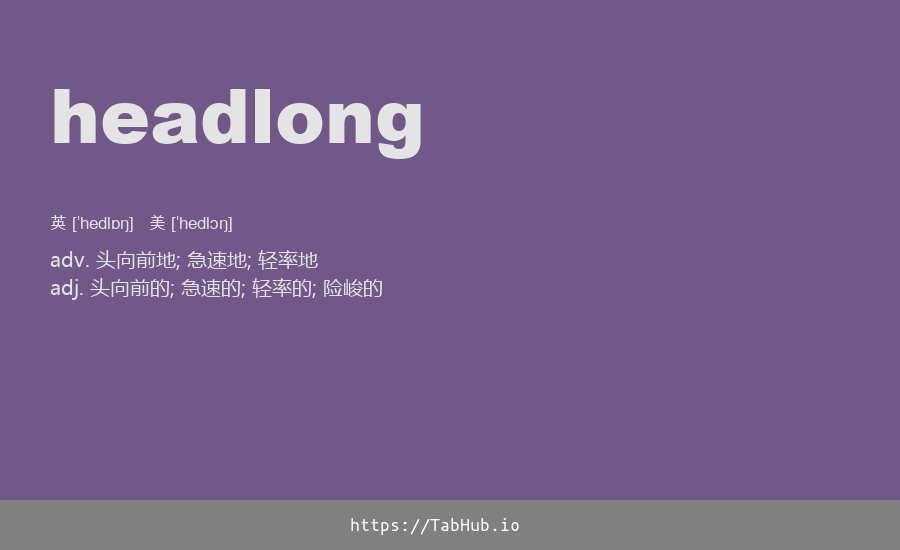 headlong
英 [ˈhedlɒŋ] 美 [ˈhedlɔŋ]
adv. 头向前地; 急速地; 轻率地
adj. 头向前的; 急速的; 轻率的; 险峻的
https://TabHub.io